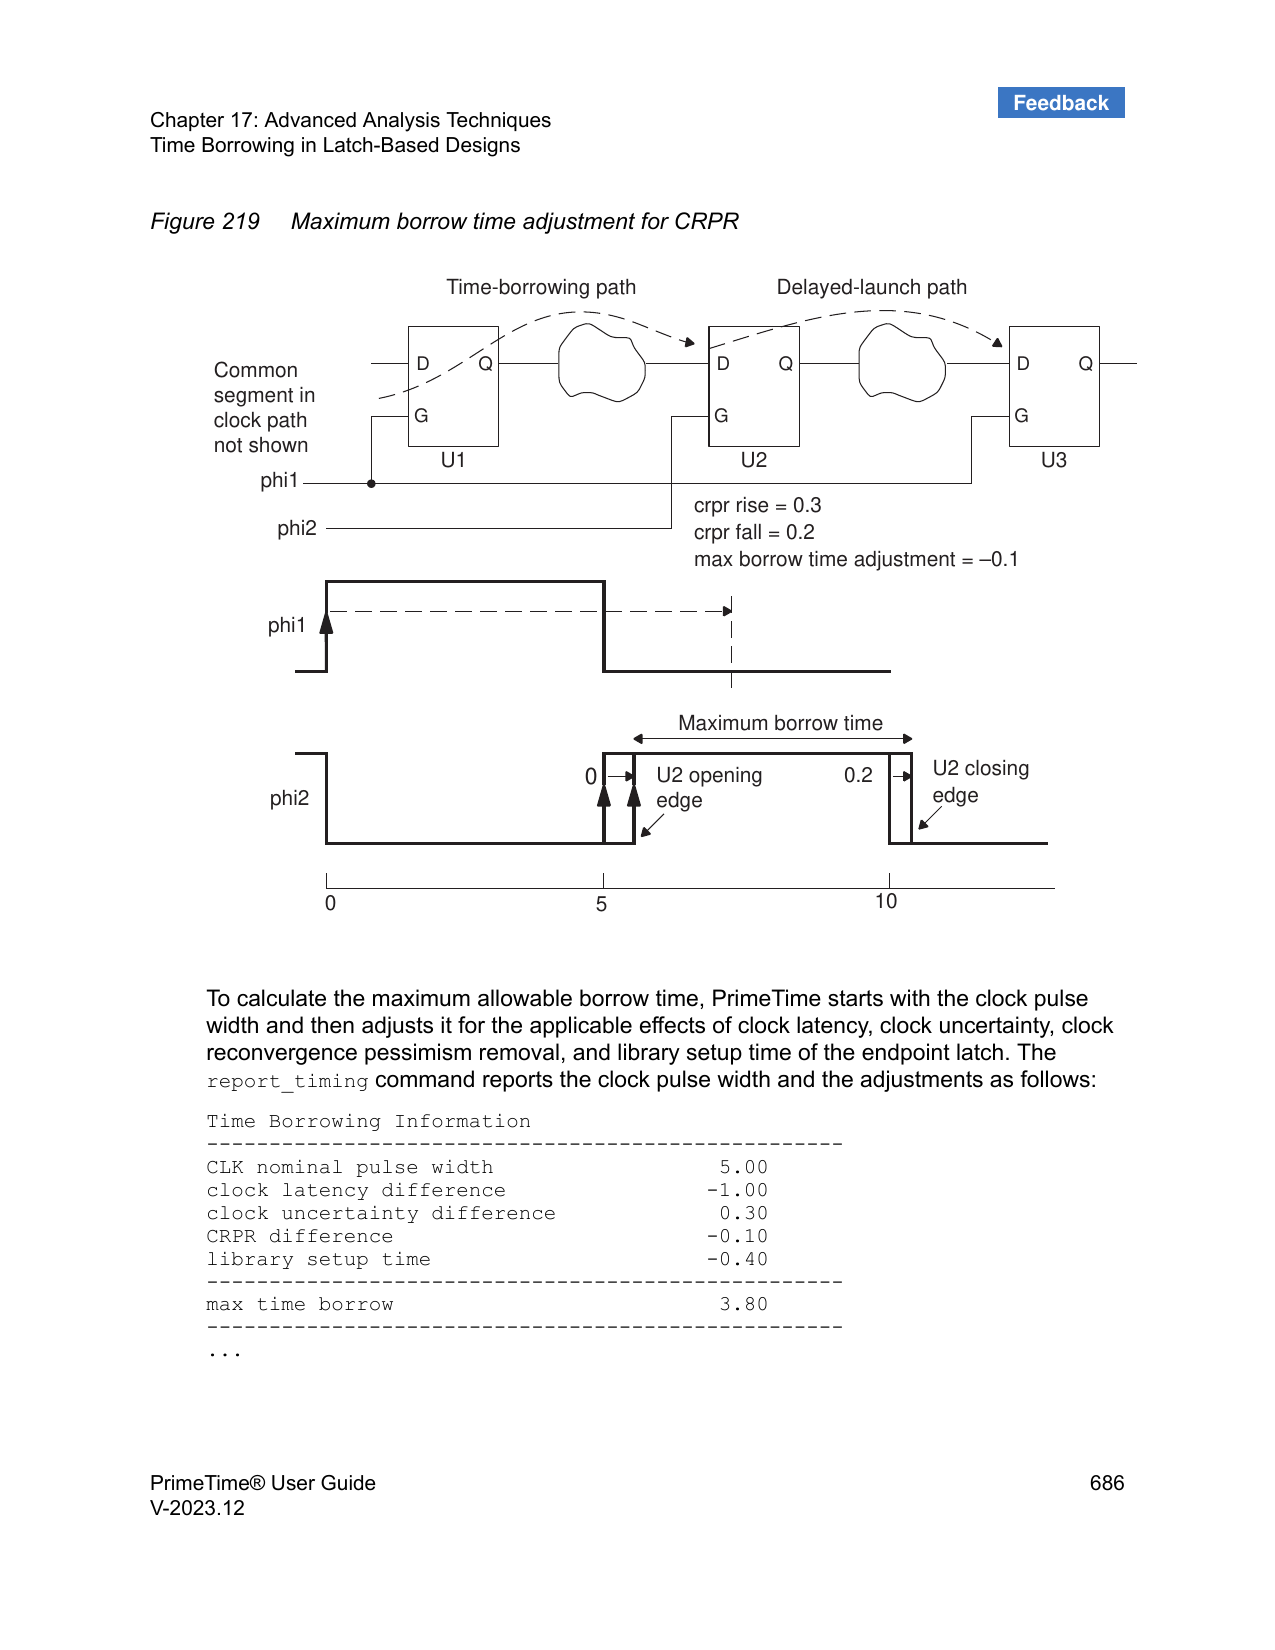 Feedback
Chapter 17: Advanced Analysis Techniques
Time Borrowing in Latch-Based Designs
Figure 219 Maximum borrow time adjustment for CRPR
Time-borrowing path
Delayed-launch path
Common
segment in
clock path
not shown
D Q
G
U1
D Q
G
U2
D Q
G
U3
phi1
phi2
crpr rise = 0.3
crpr fall = 0.2
max borrow time adjustment = –0.1
phi1
Maximum borrow time
phi2
0
U2 opening
edge
0.2
U2 closing
edge
0
5
10
To calculate the maximum allowable borrow time, PrimeTime starts with the clock pulse
width and then adjusts it for the applicable effects of clock latency, clock uncertainty, clock
reconvergence pessimism removal, and library setup time of the endpoint latch. The
report_timing command reports the clock pulse width and the adjustments as follows:
Time Borrowing Information
---------------------------------------------------
CLK nominal pulse width 5.00
clock latency difference -1.00
clock uncertainty difference 0.30
CRPR difference -0.10
library setup time -0.40
---------------------------------------------------
max time borrow 3.80
---------------------------------------------------
...
PrimeTime® User Guide
V-2023.12
686